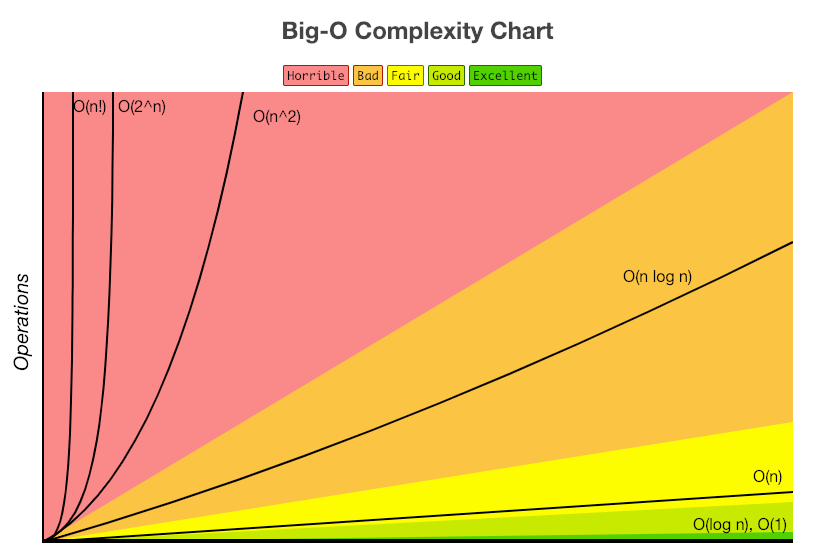 Big-O Complexity Chart
Horrible Bad Fair Good Excellent
O(n!) O(2^n)
O(n^2)
O(n log n)
Operations
O(n)
O(log n), O(1)